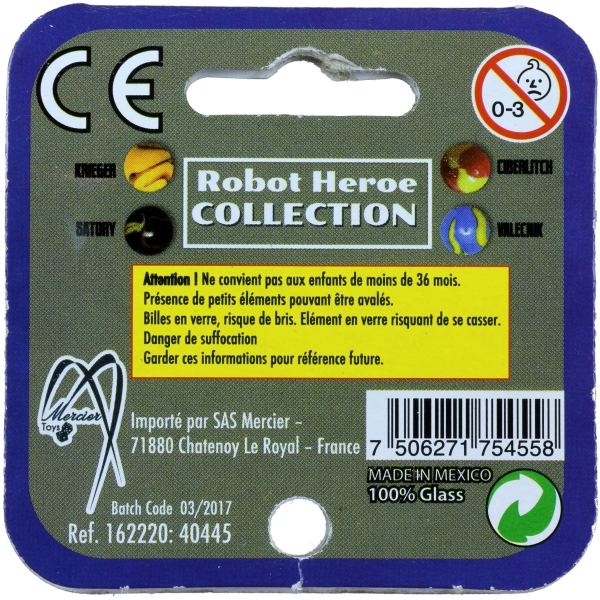 CE
0-3
KRIEGER
CIBERLITCH
Robot Heroe
COLLECTION
SATORY
VALECHIK
Attention ! Ne convient pas aux enfants de moins de 36 mois.
Présence de petits éléments pouvant être avalés.
Billes en verre, risque de bris. Elément en verre risquant de se casser.
Danger de suffocation
Garder ces informations pour référence future.
Mercier
Toys
Importé par SAS Mercier –
71880 Chatenoy Le Royal – France
7 506271 754558
MADE IN MEXICO
100% Glass
Batch Code 03/2017
Ref. 162220: 40445